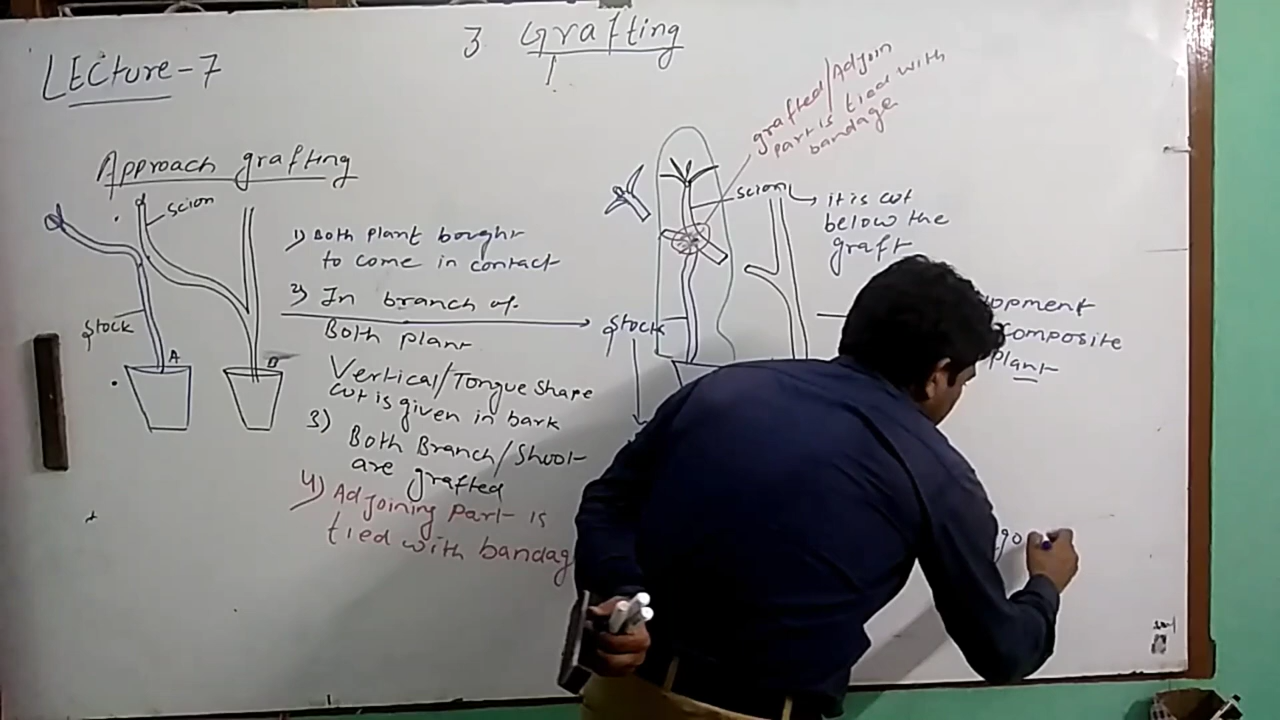 3 Grafting
LECture-7
grafted/Adjoin
part is tied with
bandage
Approach grafting
scion
stock
A
B
1) Both Plant bought
to come in contact
2) In branch of
Both plant
Vertical/Tongue shape
cut is given in bark
3)
Both Branch/Shoot
are grafted
4) Adjoining Part is
tied with bandag
scion
it is cut
below the
graft
stock
composite
plant
go